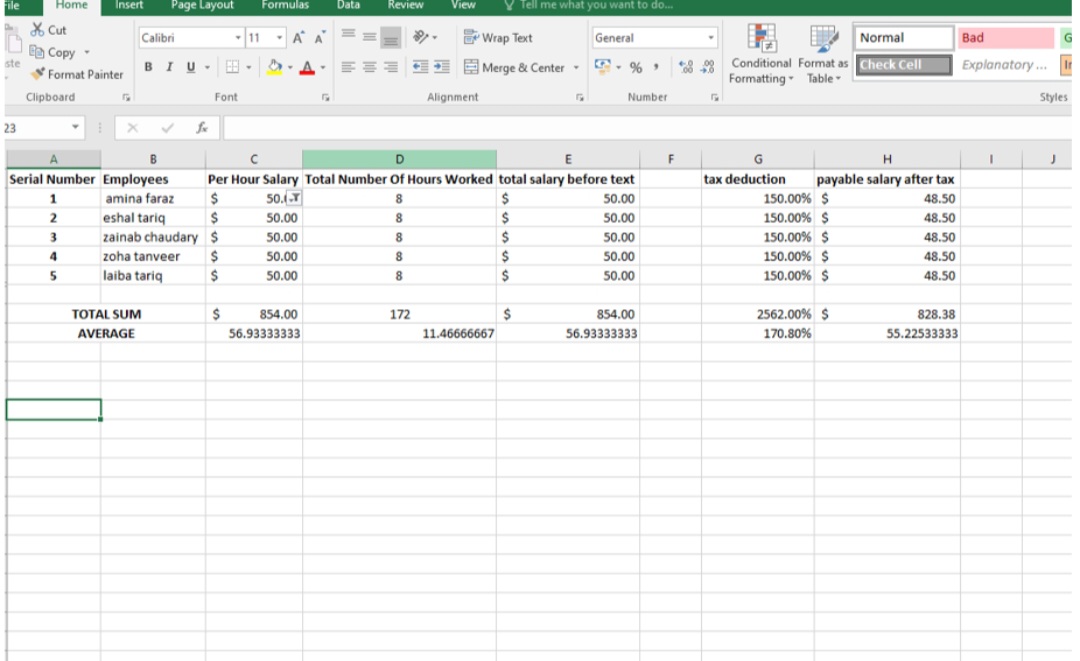 File Home Insert Page Layout Formulas Data Review View Tell me what you want to do...
Cut
Copy
Format Painter
Clipboard
Calibri 11
B I U
Font
Wrap Text
Merge & Center
Alignment
General
% ,
Number
Conditional Formatting
Format as Table
Normal Bad
Check Cell Explanatory ...
Styles
23 fx
A B C D E F G H I J
Serial Number Employees Per Hour Salary Total Number Of Hours Worked total salary before text tax deduction payable salary after tax
1 amina faraz $ 50. 8 $ 50.00 150.00% $ 48.50
2 eshal tariq $ 50.00 8 $ 50.00 150.00% $ 48.50
3 zainab chaudary $ 50.00 8 $ 50.00 150.00% $ 48.50
4 zoha tanveer $ 50.00 8 $ 50.00 150.00% $ 48.50
5 laiba tariq $ 50.00 8 $ 50.00 150.00% $ 48.50
TOTAL SUM $ 854.00 172 $ 854.00 2562.00% $ 828.38
AVERAGE 56.93333333 11.46666667 56.93333333 170.80% 55.22533333